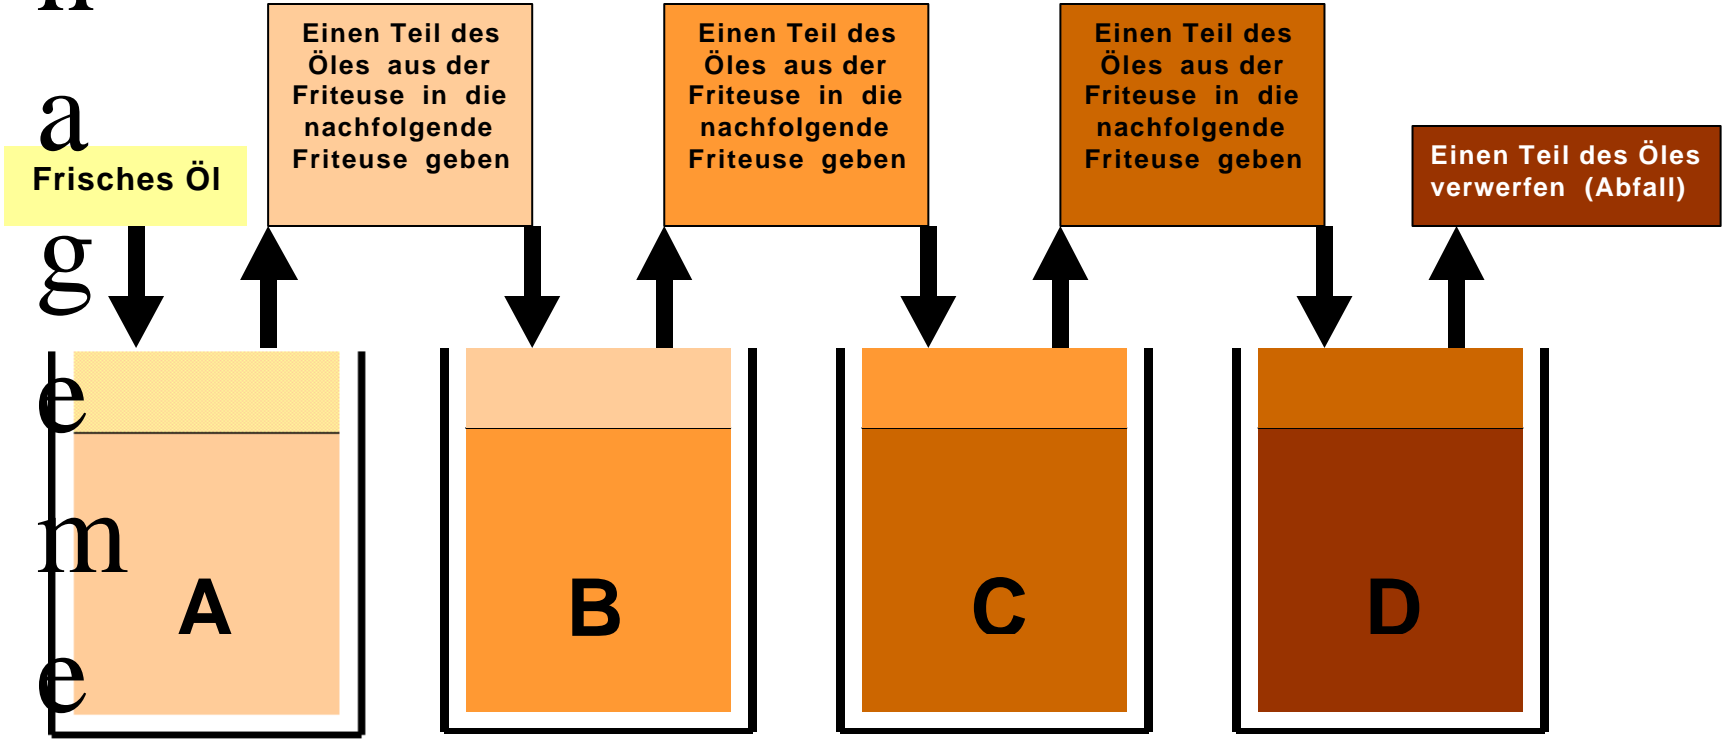 n
a
g
e
m
e
Frisches Öl
Einen Teil des
Öles aus der
Friteuse in die
nachfolgende
Friteuse geben
Einen Teil des
Öles aus der
Friteuse in die
nachfolgende
Friteuse geben
Einen Teil des
Öles aus der
Friteuse in die
nachfolgende
Friteuse geben
Einen Teil des Öles
verwerfen (Abfall)
A
B
C
D